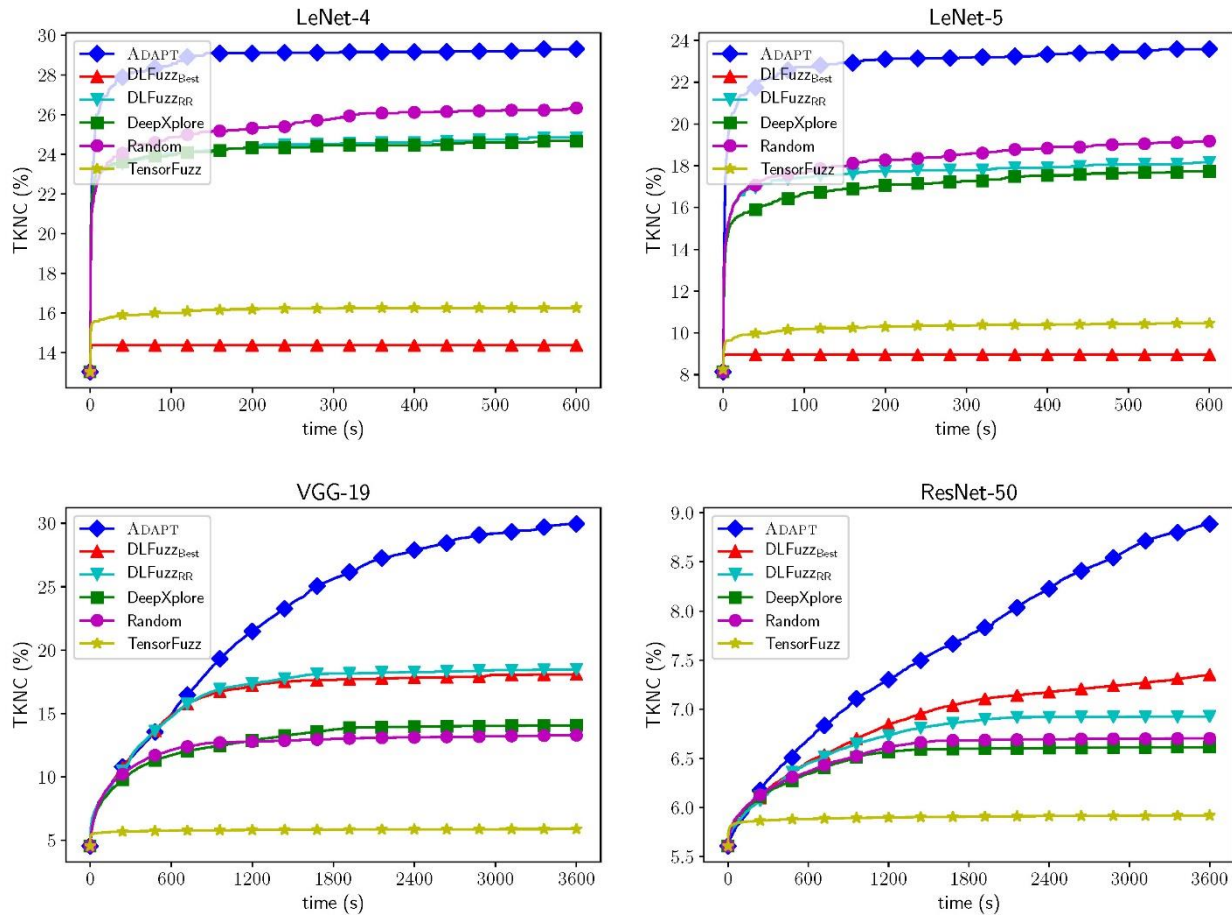 LeNet-4
TKNC (%)
30
28
26
24
22
20
18
16
14
ADAPT
DLFuzzBest
DLFuzzRR
DeepXplore
Random
TensorFuzz
0 100 200 300 400 500 600
time (s)
LeNet-5
TKNC (%)
24
22
20
18
16
14
12
10
8
ADAPT
DLFuzzBest
DLFuzzRR
DeepXplore
Random
TensorFuzz
0 100 200 300 400 500 600
time (s)
VGG-19
TKNC (%)
30
25
20
15
10
5
ADAPT
DLFuzzBest
DLFuzzRR
DeepXplore
Random
TensorFuzz
0 600 1200 1800 2400 3000 3600
time (s)
ResNet-50
TKNC (%)
9.0
8.5
8.0
7.5
7.0
6.5
6.0
5.5
ADAPT
DLFuzzBest
DLFuzzRR
DeepXplore
Random
TensorFuzz
0 600 1200 1800 2400 3000 3600
time (s)